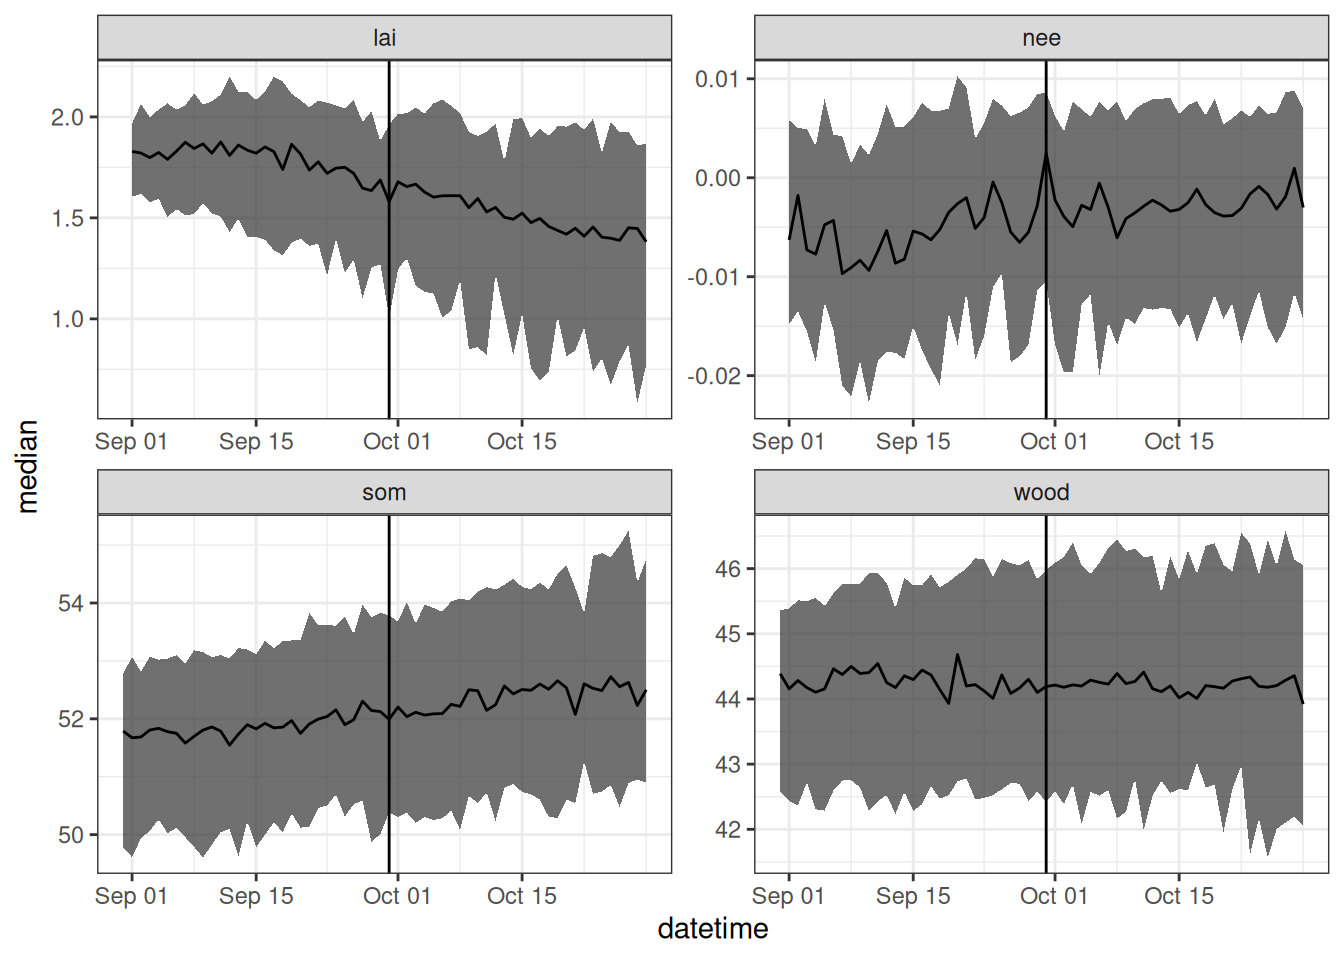 lai
nee
2.0
1.5
1.0
0.01
0.00
-0.01
-0.02
Sep 01 Sep 15 Oct 01 Oct 15
Sep 01 Sep 15 Oct 01 Oct 15
median
som
wood
54
52
50
46
45
44
43
42
Sep 01 Sep 15 Oct 01 Oct 15
Sep 01 Sep 15 Oct 01 Oct 15
datetime